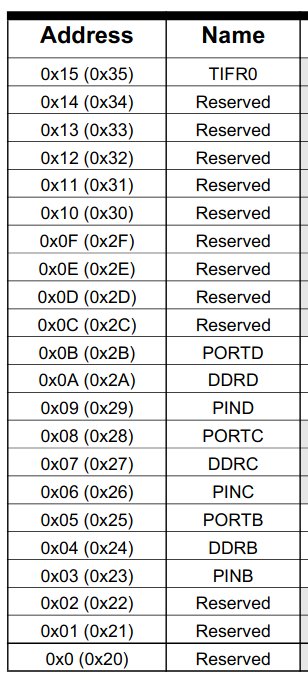 Address Name
0x15 (0x35) TIFR0
0x14 (0x34) Reserved
0x13 (0x33) Reserved
0x12 (0x32) Reserved
0x11 (0x31) Reserved
0x10 (0x30) Reserved
0x0F (0x2F) Reserved
0x0E (0x2E) Reserved
0x0D (0x2D) Reserved
0x0C (0x2C) Reserved
0x0B (0x2B) PORTD
0x0A (0x2A) DDRD
0x09 (0x29) PIND
0x08 (0x28) PORTC
0x07 (0x27) DDRC
0x06 (0x26) PINC
0x05 (0x25) PORTB
0x04 (0x24) DDRB
0x03 (0x23) PINB
0x02 (0x22) Reserved
0x01 (0x21) Reserved
0x0 (0x20) Reserved